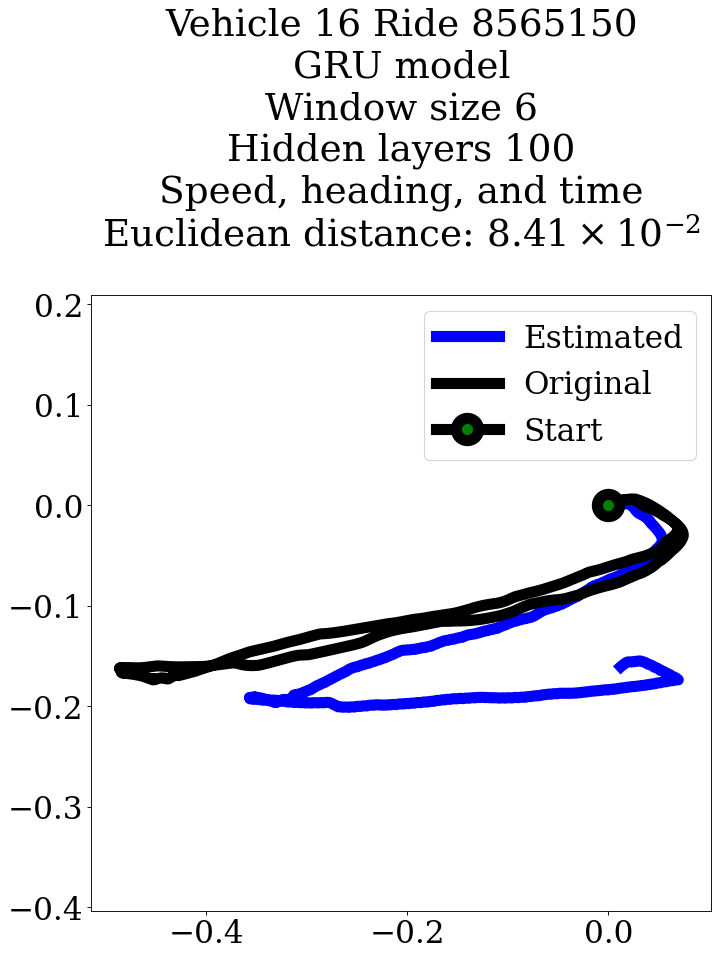 Vehicle 16 Ride 8565150
GRU model
Window size 6
Hidden layers 100
Speed, heading, and time
Euclidean distance: 8.41 × 10⁻²
Estimated
Original
Start
0.2
0.1
0.0
−0.1
−0.2
−0.3
−0.4
−0.4 −0.2 0.0